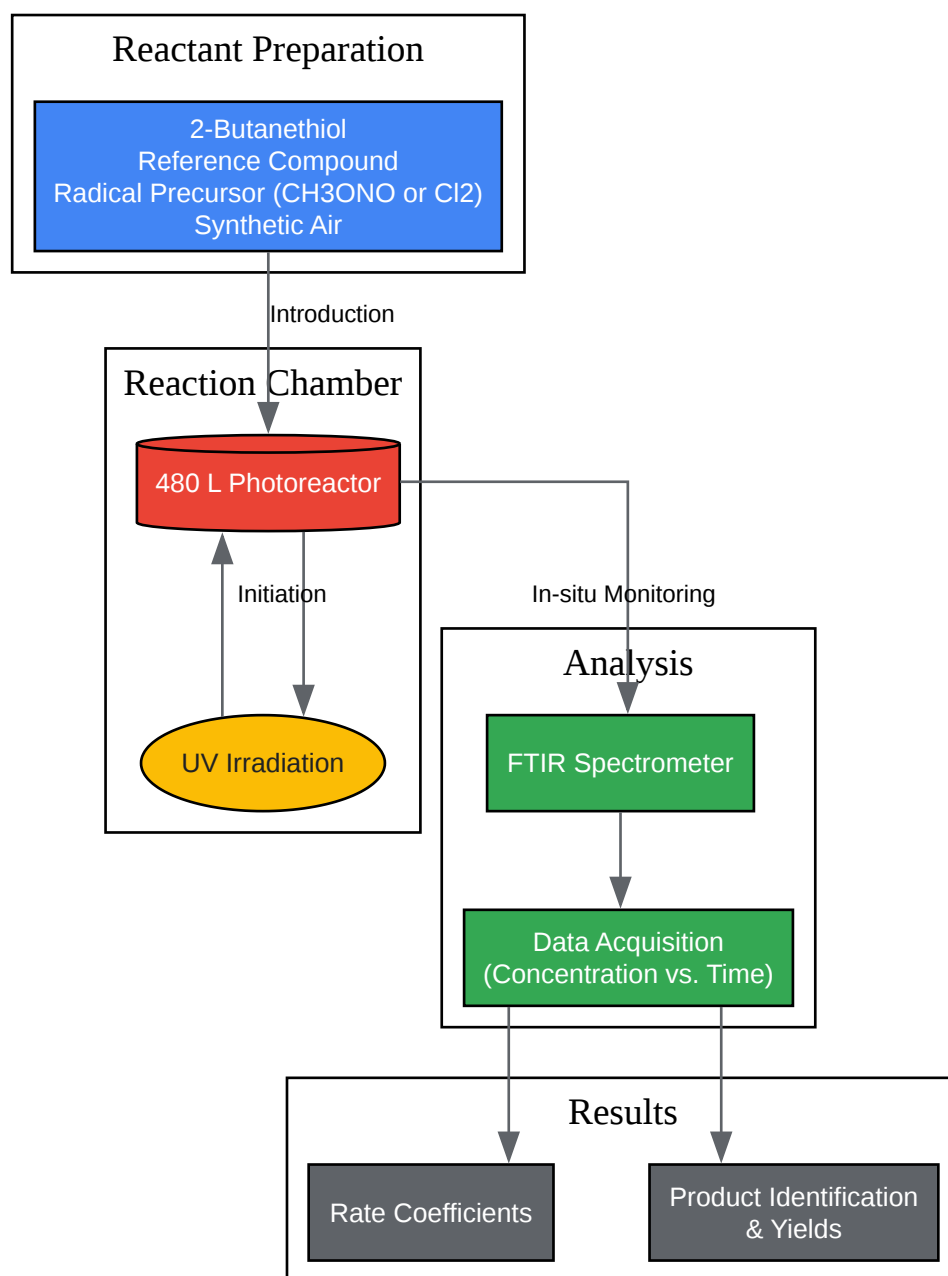 Reactant Preparation
2-Butanethiol
Reference Compound
Radical Precursor (CH3ONO or Cl2)
Synthetic Air
Introduction
Reaction Chamber
480 L Photoreactor
Initiation
In-situ Monitoring
UV Irradiation
Analysis
FTIR Spectrometer
Data Acquisition
(Concentration vs. Time)
Results
Rate Coefficients
Product Identification
& Yields